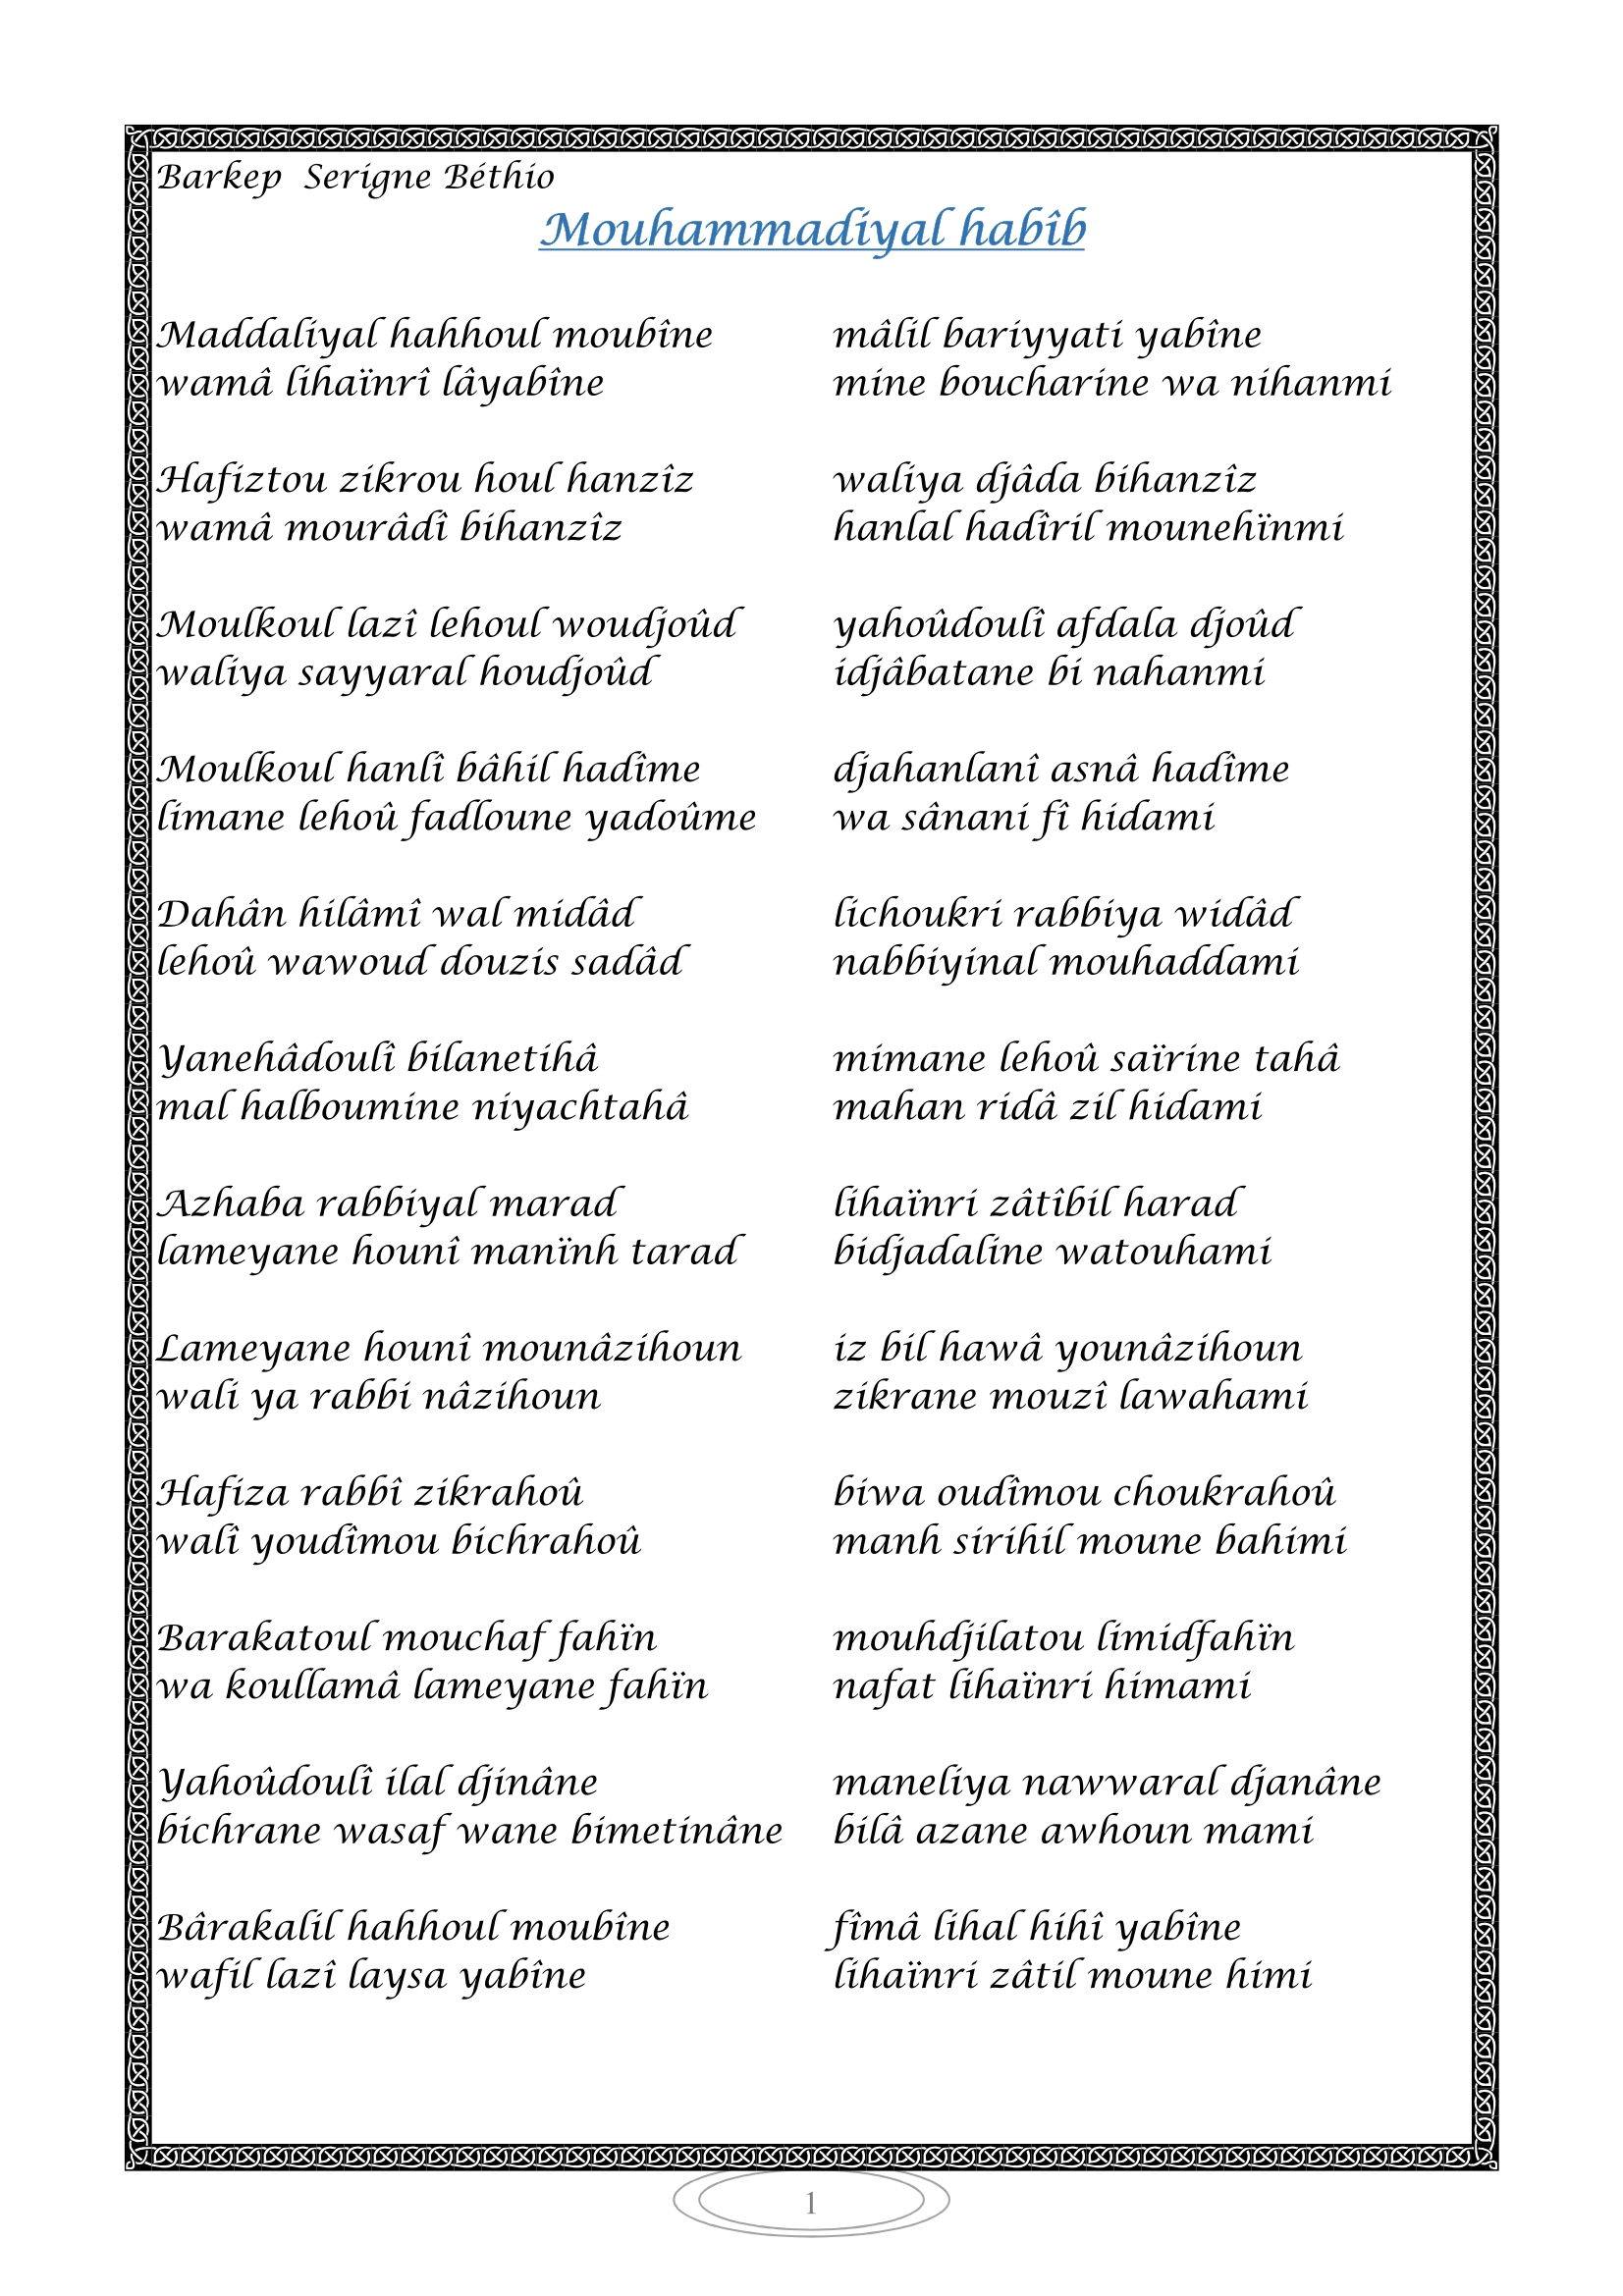 Barkep Serigne Béthio
Mouhammadiyal habîb
Maddaliyal hahhoul moubîne mâlil bariyyati yabîne
wamâ lihaïnrî lâyabîne mine boucharine wa nihanmi
Hafiztou zikrou houl hanzîz waliya djâda bihanzîz
wamâ mourâdî bihanzîz hanlal hadîril mounehïnmi
Moulkoul lazî lehoul woudjoûd yahoûdoulî afdala djoûd
waliya sayyaral houdjoûd idjâbatane bi nahanmi
Moulkoul hanlî bâhil hadîme djahanlanî asnâ hadîme
limane lehoû fadloune yadoûme wa sânani fî hidami
Dahân hilâmî wal midâd lichoukri rabbiya widâd
lehoû wawoud douzis sadâd nabbiyinal mouhaddami
Yanehâdoulî bilanetihâ mimane lehoû saïrine tahâ
mal halboumine niyachtahâ mahan ridâ zil hidami
Azhaba rabbiyal marad lihaïnri zâtîbil harad
lameyane hounî manïnh tarad bidjadaline watouhami
Lameyane hounî mounâzihoun iz bil hawâ younâzihoun
wali ya rabbi nâzihoun zikrane mouzî lawahami
Hafiza rabbî zikrahoû biwa oudîmou choukrahoû
walî youdîmou bichrahoû manh sirihil moune bahimi
Barakatoul mouchaf fahïn mouhdjilatou limidfahïn
wa koullamâ lameyane fahïn nafat lihaïnri himami
Yahoûdoulî ilal djinâne maneliya nawwaral djanâne
bichrane wasaf wane bimetinâne bilâ azane awhoun mami
Bârakalil hahhoul moubîne fîmâ lihal hihî yabîne
wafil lazî laysa yabîne lihaïnri zâtil moune himi
1